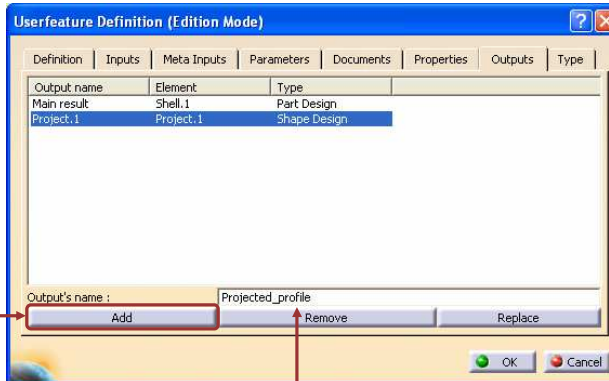 Userfeature Definition (Edition Mode)
Definition Inputs Meta Inputs Parameters Documents Properties Outputs Type
Output name Element Type
Main result Shell.1 Part Design
Project.1 Project.1 Shape Design
Output's name : Projected_profile
Add Remove Replace
OK Cancel